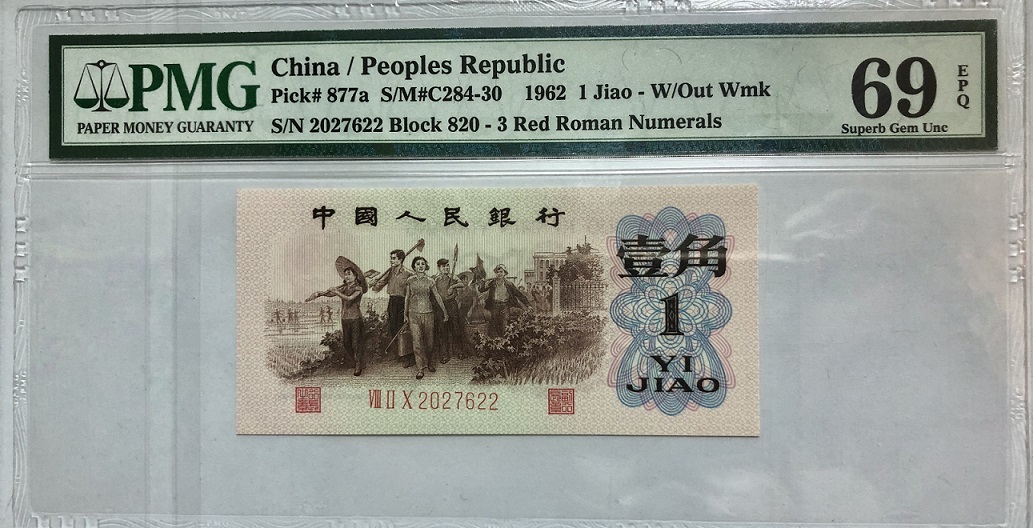 PMG
PAPER MONEY GUARANTY
China / Peoples Republic
Pick# 877a S/M#C284-30 1962 1 Jiao - W/Out Wmk
S/N 2027622 Block 820 - 3 Red Roman Numerals
69
EPQ
Superb Gem Unc
中國人民銀行
壹角
1
YI
JIAO
Ⅷ Ⅱ Ⅹ 2027622